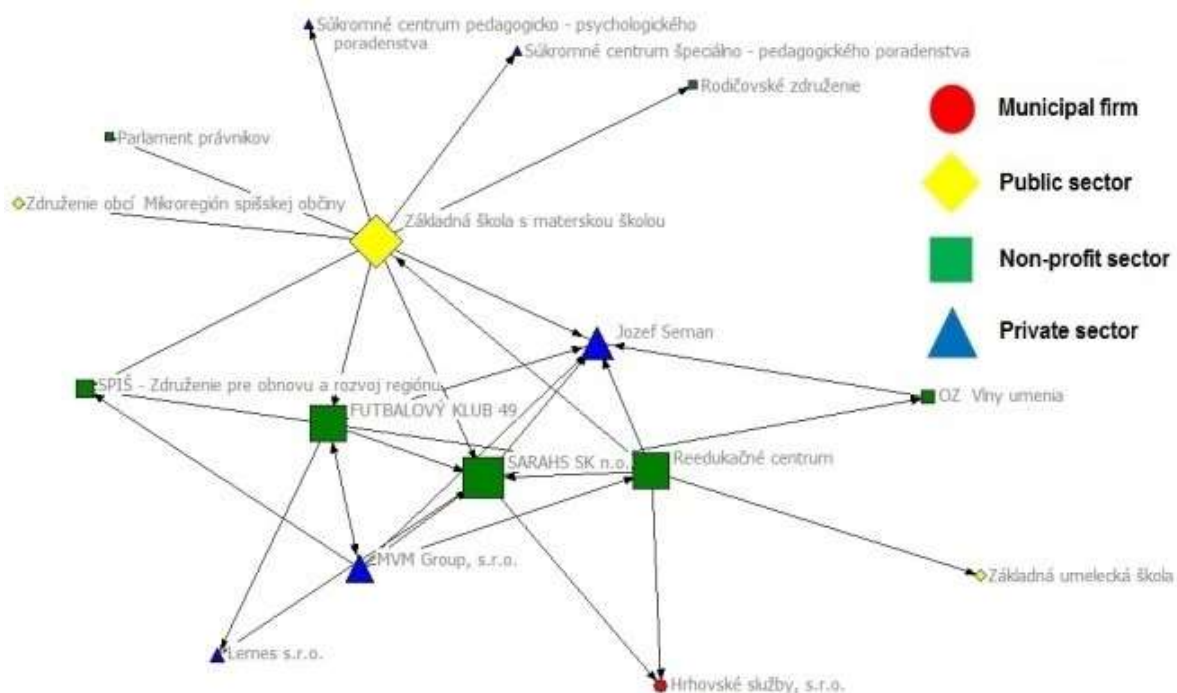 Súkromné centrum pedagogicko - psychologického
poradenstva
Súkromné centrum špeciálno - pedagogického poradenstva
Rodičovské združenie
Municipal firm
Parlament právnikov
Public sector
Združenie obcí Mikroregión spišskej občiny
Základná škola s materskou školou
Non-profit sector
Jozef Seman
Private sector
SPIŠ - Združenie pre obnovu a rozvoj regiónu
OZ Vlny umenia
FUTBALOVÝ KLUB 49
SARAHS SK n.o.
Reedukačné centrum
MVM Group, s.r.o.
Základná umelecká škola
Lemes s.r.o.
Hrhovské služby, s.r.o.